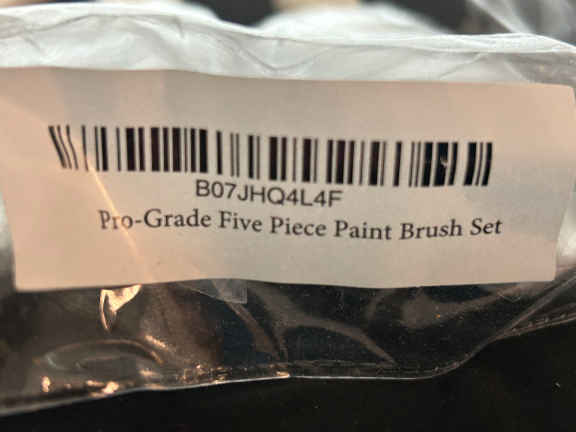 B07JHQ4L4F
Pro-Grade Five Piece Paint Brush Set